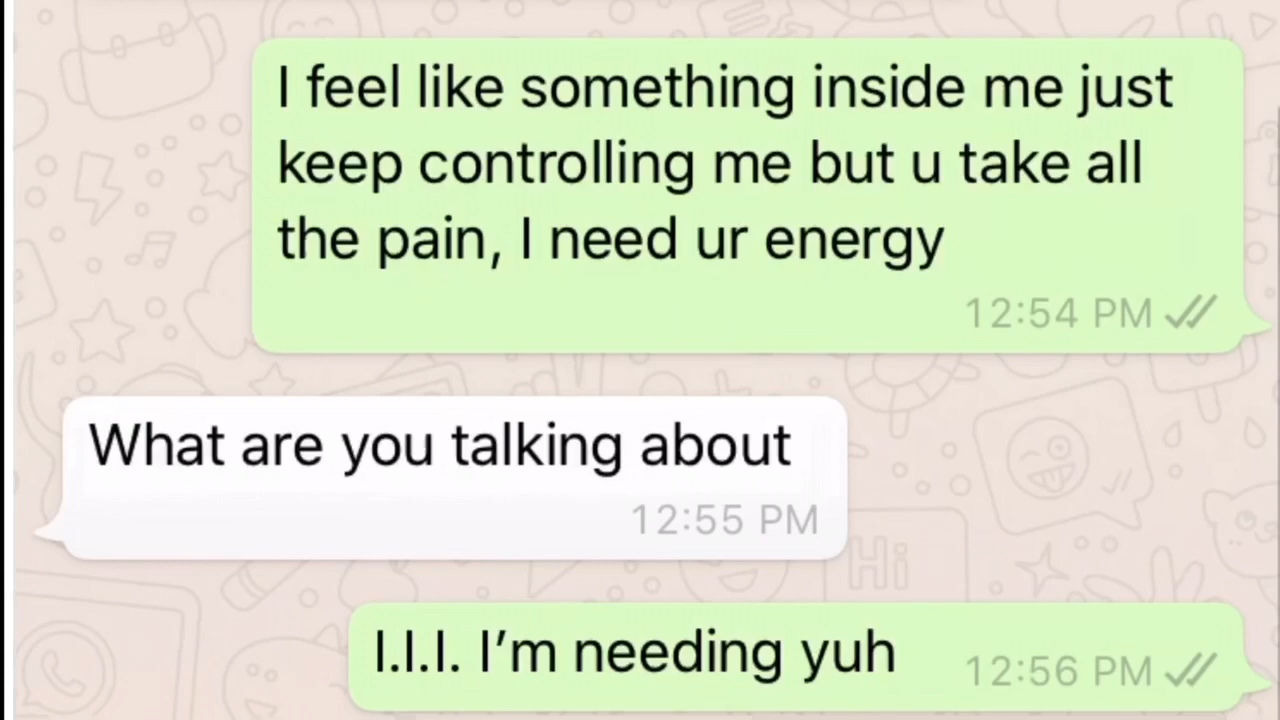 I feel like something inside me just
keep controlling me but u take all
the pain, I need ur energy
12:54 PM
What are you talking about
12:55 PM
Hi
I.I.I. I’m needing yuh
12:56 PM